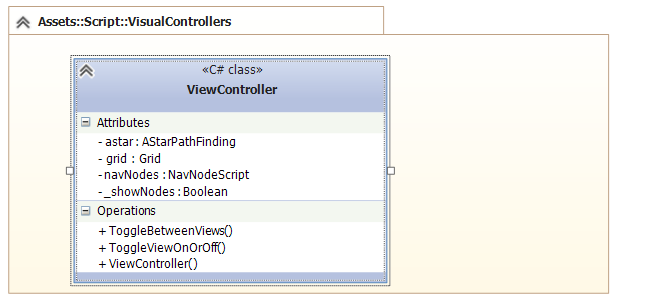 Assets::Script::VisualControllers
«C# class»
ViewController
Attributes
- astar : AStarPathFinding
- grid : Grid
- navNodes : NavNodeScript
- _showNodes : Boolean
Operations
+ ToggleBetweenViews()
+ ToggleViewOnOrOff()
+ ViewController()